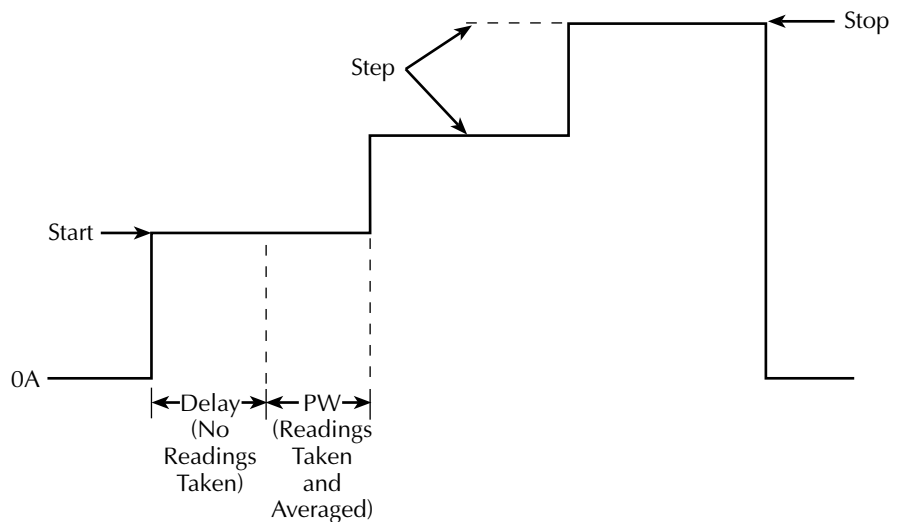 Stop
Step
Start
0A
Delay
(No
Readings
Taken)
PW
(Readings
Taken
and
Averaged)